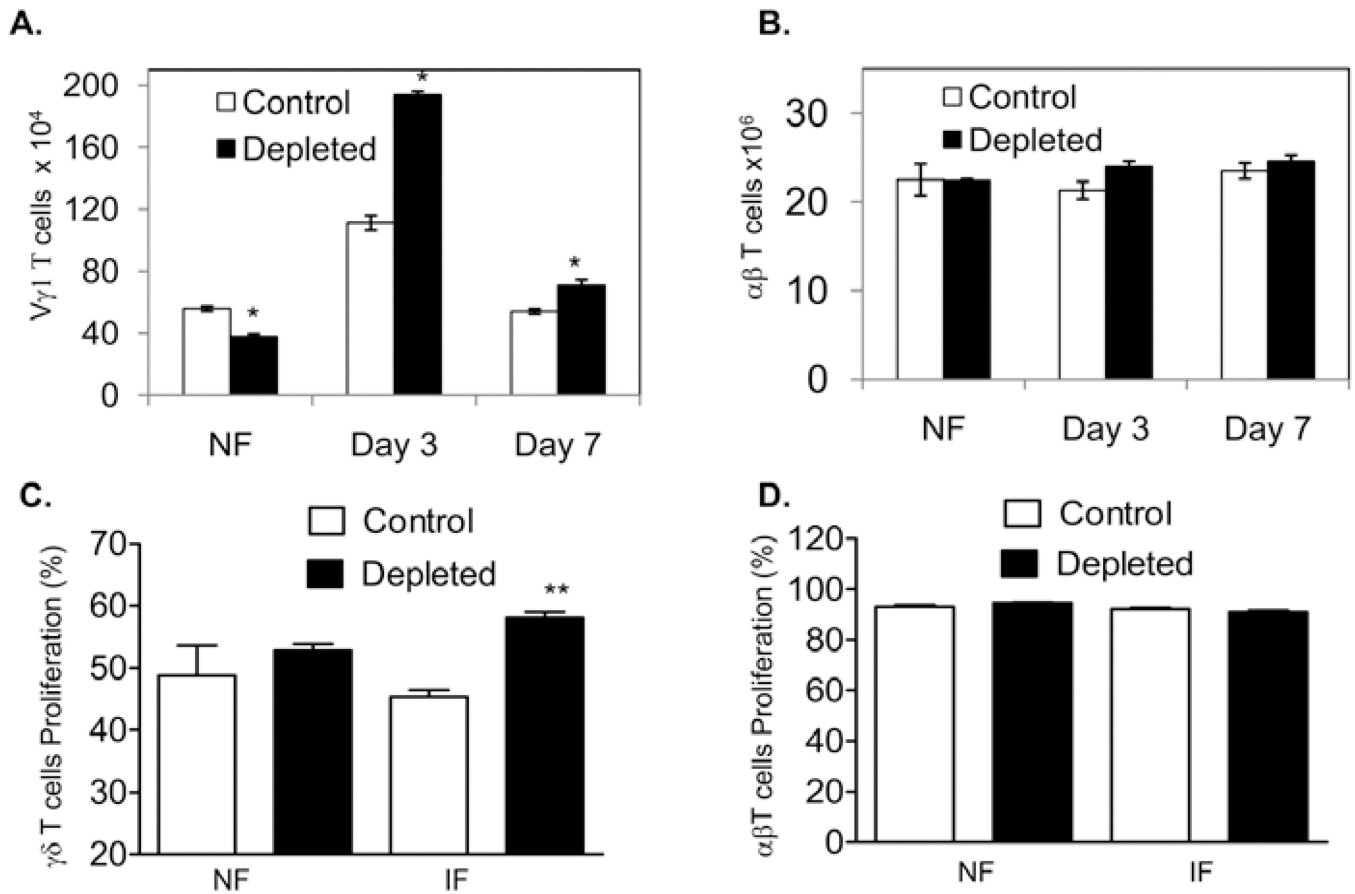 A.
Vγ1 T cells x 10⁴
200
160
120
80
40
0
Control
Depleted
*
*
*
NF Day 3 Day 7
B.
αβ T cells x10⁶
30
20
10
0
Control
Depleted
NF Day 3 Day 7
C.
γδ T cells Proliferation (%)
70
60
50
40
30
20
Control
Depleted
**
NF IF
D.
αβT cells Proliferation (%)
120
100
80
60
40
20
0
Control
Depleted
NF IF